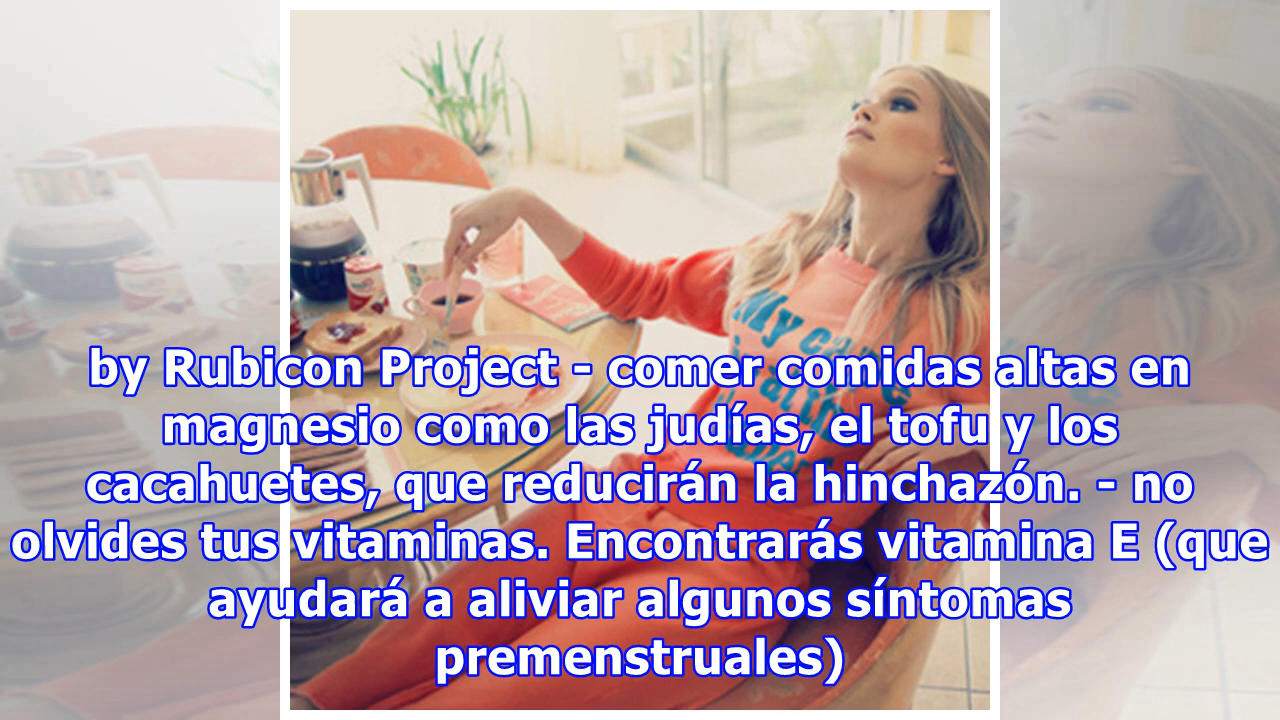 by Rubicon Project - comer comidas altas en
magnesio como las judías, el tofu y los
cacahuetes, que reducirán la hinchazón. - no
olvides tus vitaminas. Encontrarás vitamina E (que
ayudará a aliviar algunos síntomas
premenstruales)
My